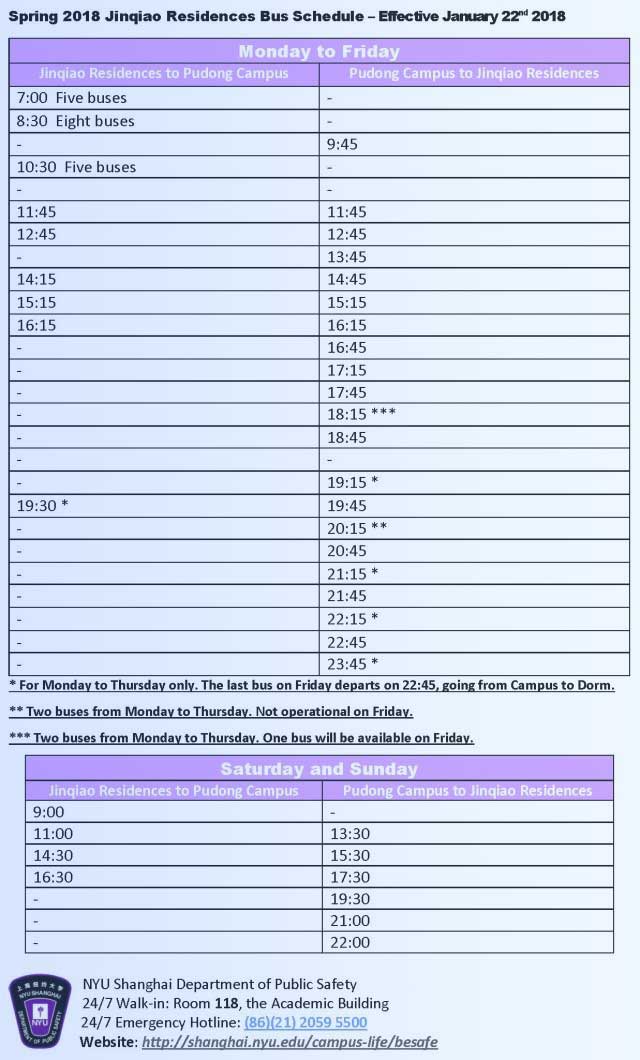 Spring 2018 Jinqiao Residences Bus Schedule – Effective January 22nd 2018
Monday to Friday
Jinqiao Residences to Pudong Campus Pudong Campus to Jinqiao Residences
7:00 Five buses -
8:30 Eight buses -
- 9:45
10:30 Five buses -
- -
11:45 11:45
12:45 12:45
- 13:45
14:15 14:45
15:15 15:15
16:15 16:15
- 16:45
- 17:15
- 17:45
- 18:15 ***
- 18:45
- -
- 19:15 *
19:30 * 19:45
- 20:15 **
- 20:45
- 21:15 *
- 21:45
- 22:15 *
- 22:45
- 23:45 *
* For Monday to Thursday only. The last bus on Friday departs on 22:45, going from Campus to Dorm.
** Two buses from Monday to Thursday. Not operational on Friday.
*** Two buses from Monday to Thursday. One bus will be available on Friday.
Saturday and Sunday
Jinqiao Residences to Pudong Campus Pudong Campus to Jinqiao Residences
9:00 -
11:00 13:30
14:30 15:30
16:30 17:30
- 19:30
- 21:00
- 22:00
上海纽约大学
NYU SHANGHAI
NYU
DEPARTMENT OF PUBLIC SAFETY
NYU Shanghai Department of Public Safety
24/7 Walk-in: Room 118, the Academic Building
24/7 Emergency Hotline: (86)(21) 2059 5500
Website: http://shanghai.nyu.edu/campus-life/besafe